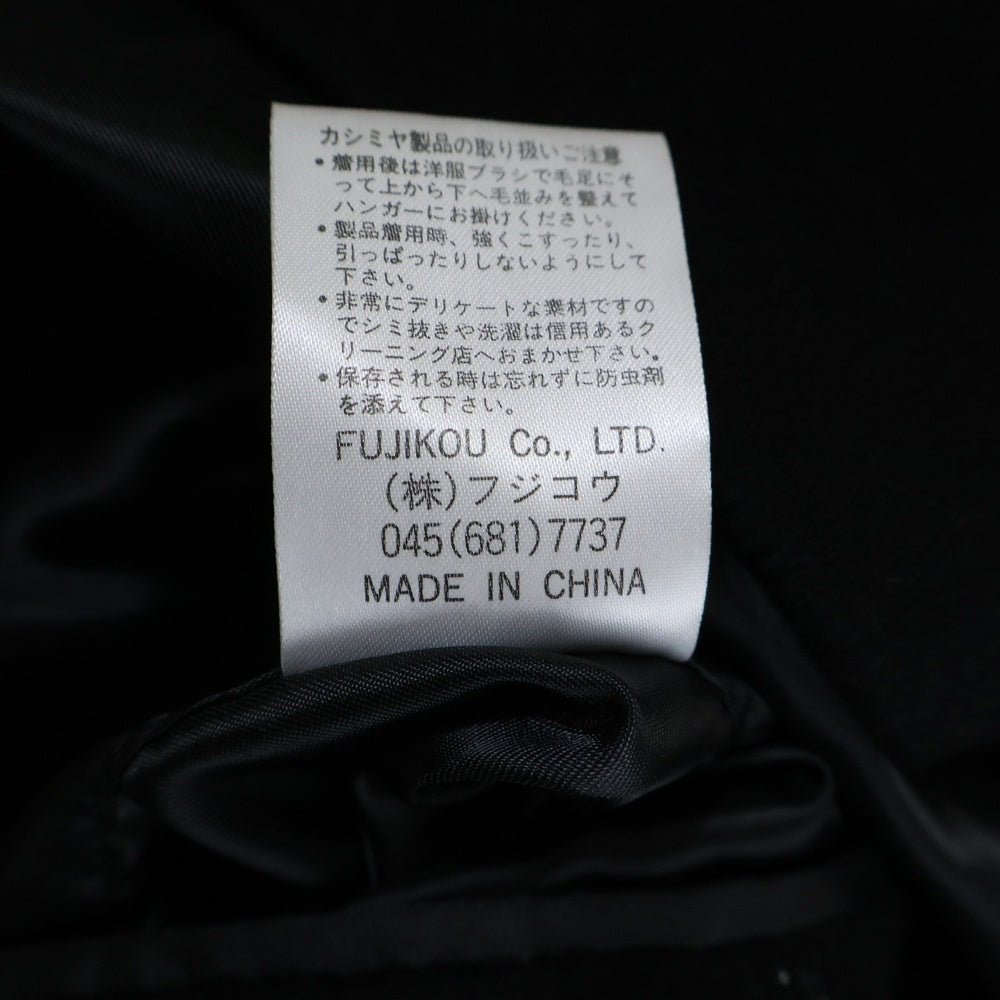 カシミヤ製品の取り扱いご注意
・着用後は洋服ブラシで毛足にそ
って上から下へ毛並みを整えて
ハンガーにお掛けください。
・製品着用時、強くこすったり、
引っぱったりしないようにして
下さい。
・非常にデリケートな素材ですの
でシミ抜きや洗濯は信用あるク
リーニング店へおまかせ下さい。
・保存される時は忘れずに防虫剤
を添えて下さい。
FUJIKOU Co., LTD.
(株)フジコウ
045(681)7737
MADE IN CHINA